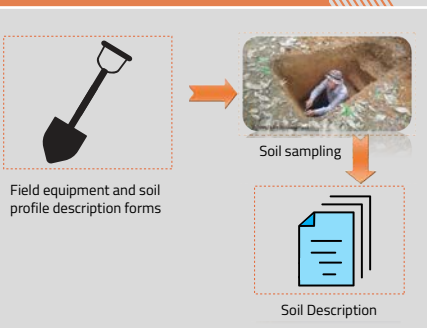 Soil sampling
Field equipment and soil
profile description forms
Soil Description